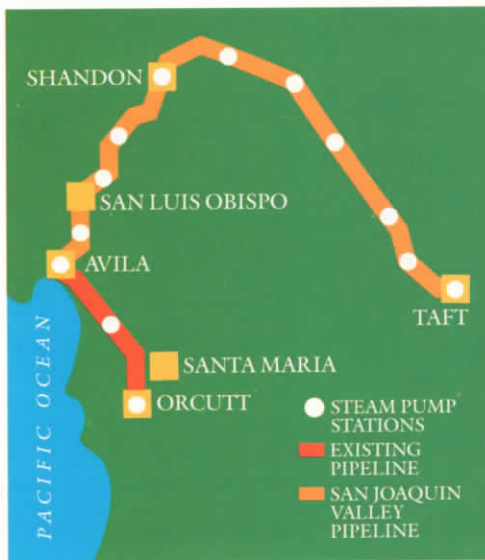 SHANDON
SAN LUIS OBISPO
AVILA
TAFT
SANTA MARIA
ORCUTT
PACIFIC OCEAN
STEAM PUMP
STATIONS
EXISTING
PIPELINE
SAN JOAQUIN
VALLEY
PIPELINE